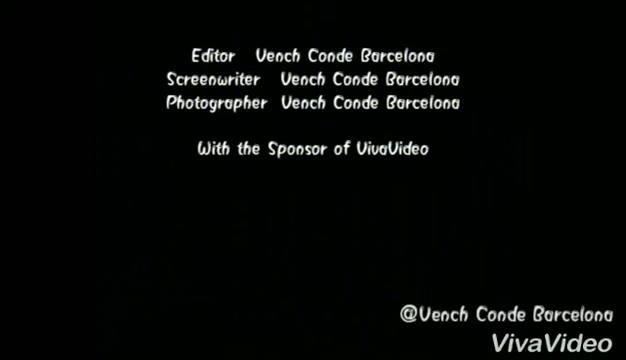 Editor Vench Conde Barcelona
Screenwriter Vench Conde Barcelona
Photographer Vench Conde Barcelona
With the Sponsor of VivaVideo
@Vench Conde Barcelona
VivaVideo